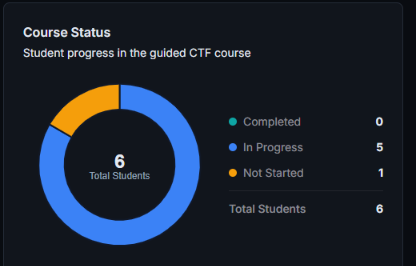 Course Status
Student progress in the guided CTF course
6
Total Students
Completed 0
In Progress 5
Not Started 1
Total Students 6